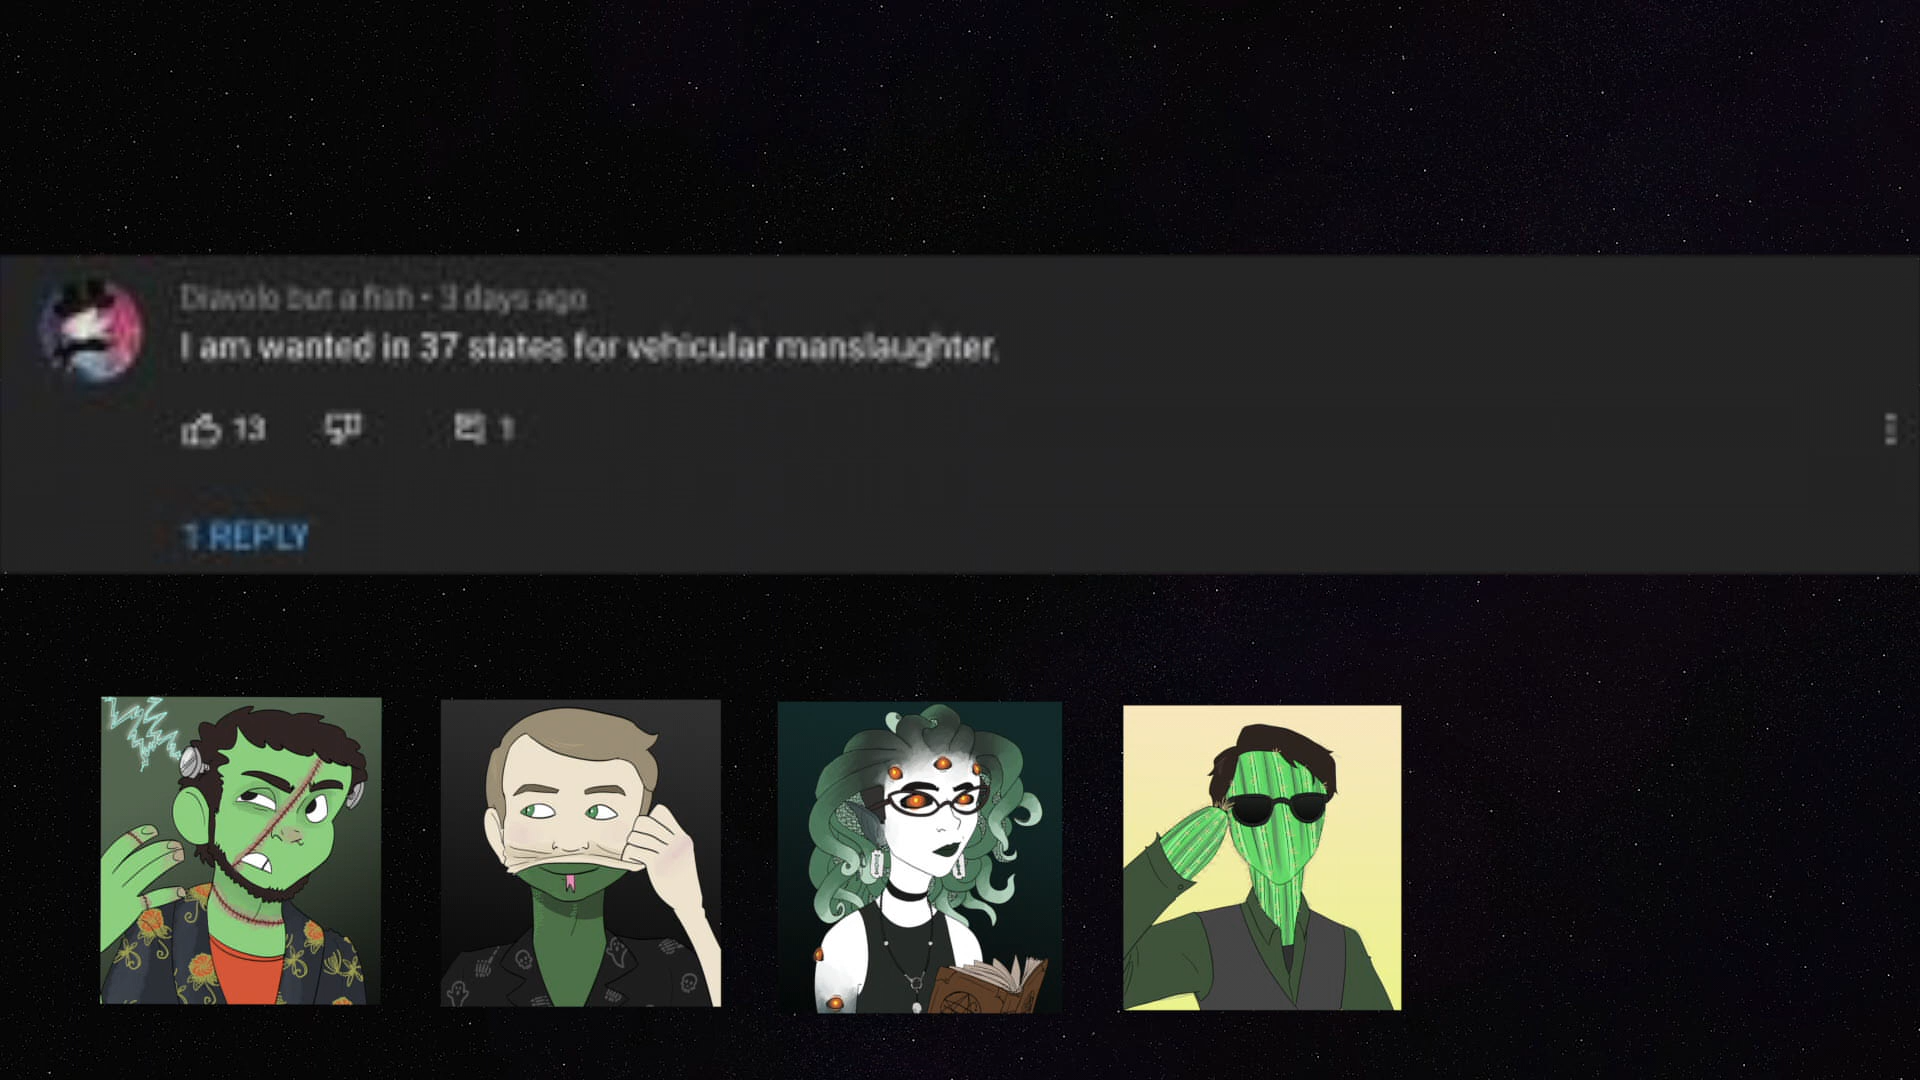 Diavolo but a fish • 3 days ago
I am wanted in 37 states for vehicular manslaughter.
13 1
1 REPLY